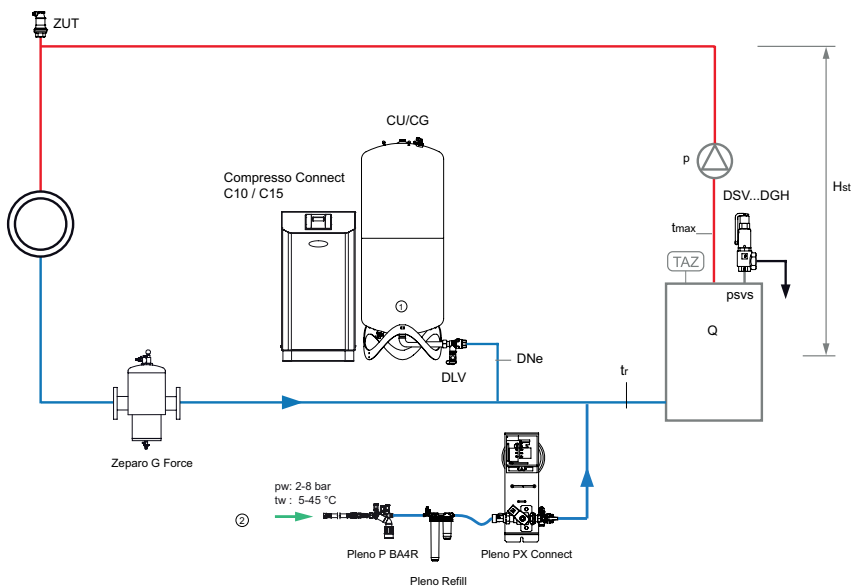 ZUT
CU/CG
Compresso Connect
C10 / C15
p
Hst
DSV...DGH
tmax
TAZ
psvs
Q
1
DNe
DLV
tr
Zeparo G Force
pw: 2-8 bar
tw : 5-45 °C
2
Pleno P BA4R
Pleno PX Connect
Pleno Refill